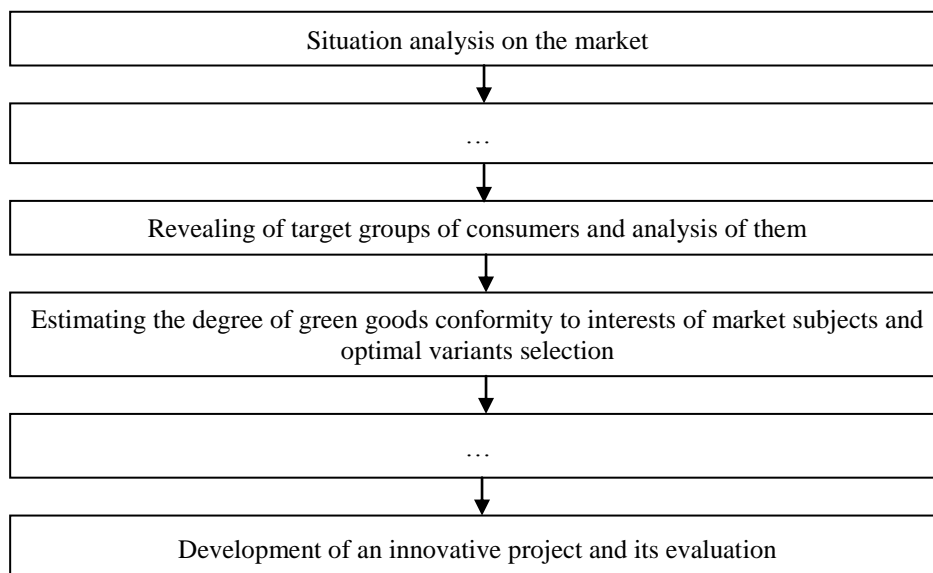 Situation analysis on the market
…
Revealing of target groups of consumers and analysis of them
Estimating the degree of green goods conformity to interests of market subjects and
optimal variants selection
…
Development of an innovative project and its evaluation